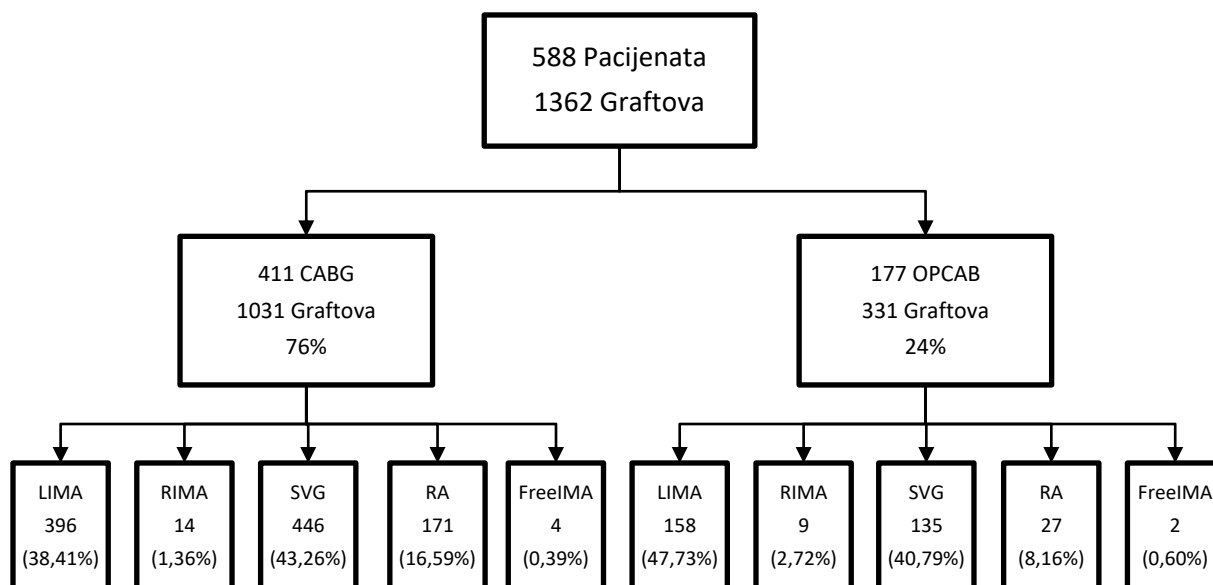 588 Pacijenata
1362 Graftova
411 CABG
1031 Graftova
76%
177 OPCAB
331 Graftova
24%
LIMA
396
(38,41%)
RIMA
14
(1,36%)
SVG
446
(43,26%)
RA
171
(16,59%)
FreeIMA
4
(0,39%)
LIMA
158
(47,73%)
RIMA
9
(2,72%)
SVG
135
(40,79%)
RA
27
(8,16%)
FreeIMA
2
(0,60%)